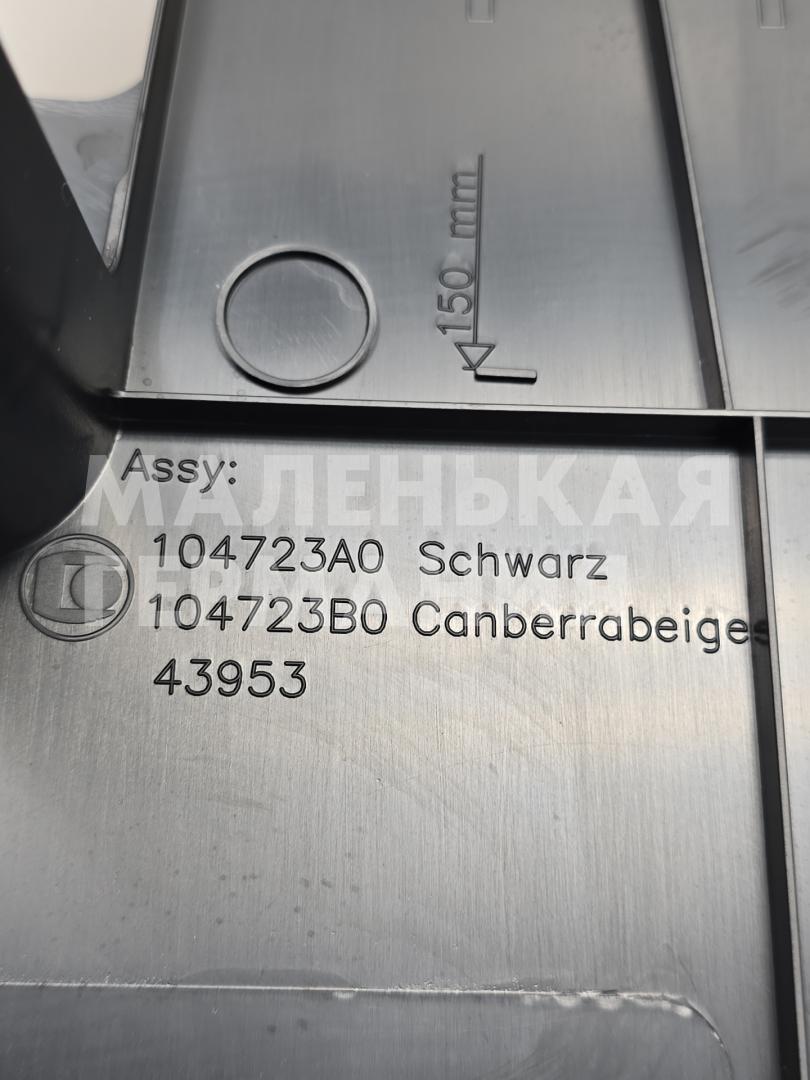 150 mm
Assy:
МАЛЕНЬКАЯ
104723A0 Schwarz
104723B0 Canberrabeige
43953